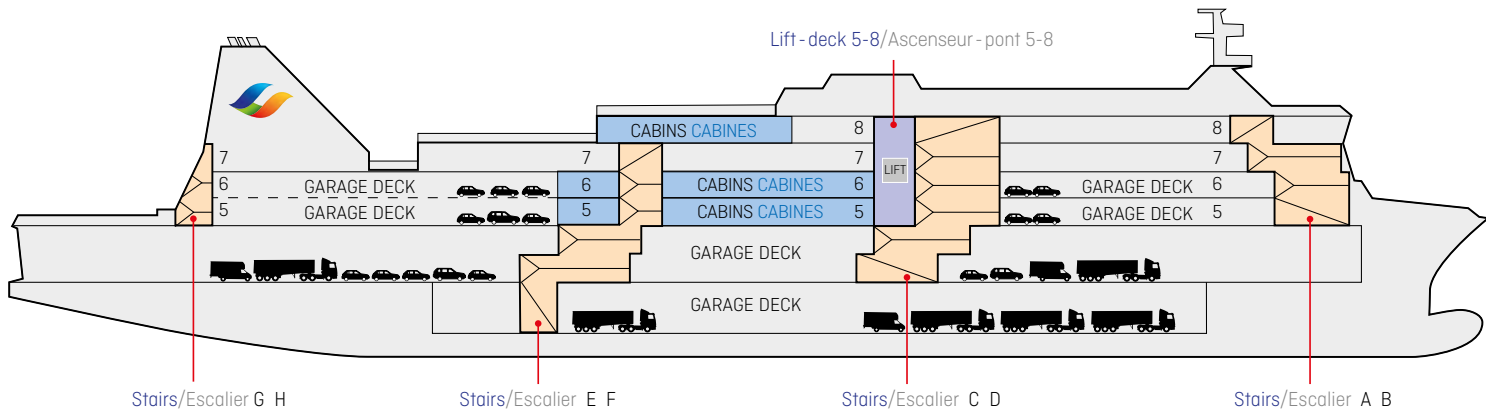 Lift-deck 5-8/Ascenseur-pont 5-8
CABINS CABINES 8 8
7 7 7 7
LIFT
6 GARAGE DECK 6 CABINS CABINES 6 GARAGE DECK 6
5 GARAGE DECK 5 CABINS CABINES 5 GARAGE DECK 5
GARAGE DECK
GARAGE DECK
Stairs/Escalier G H Stairs/Escalier E F Stairs/Escalier C D Stairs/Escalier A B